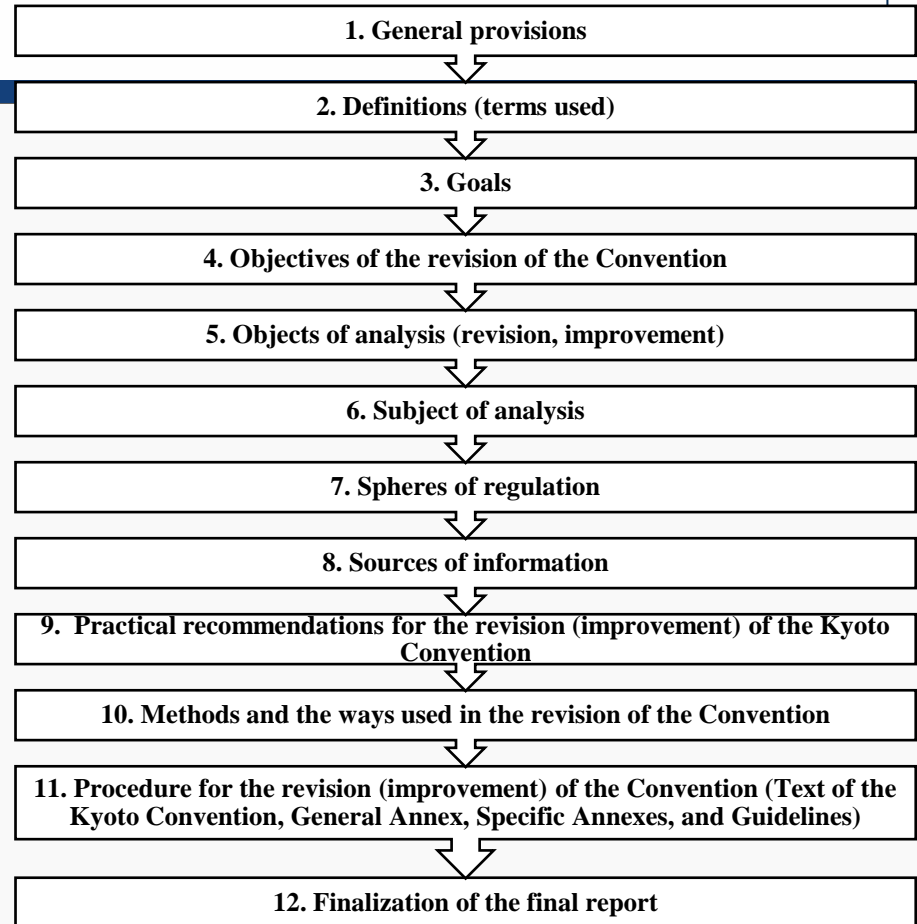 1. General provisions
2. Definitions (terms used)
3. Goals
4. Objectives of the revision of the Convention
5. Objects of analysis (revision, improvement)
6. Subject of analysis
7. Spheres of regulation
8. Sources of information
9. Practical recommendations for the revision (improvement) of the Kyoto
Convention
10. Methods and the ways used in the revision of the Convention
11. Procedure for the revision (improvement) of the Convention (Text of the
Kyoto Convention, General Annex, Specific Annexes, and Guidelines)
12. Finalization of the final report